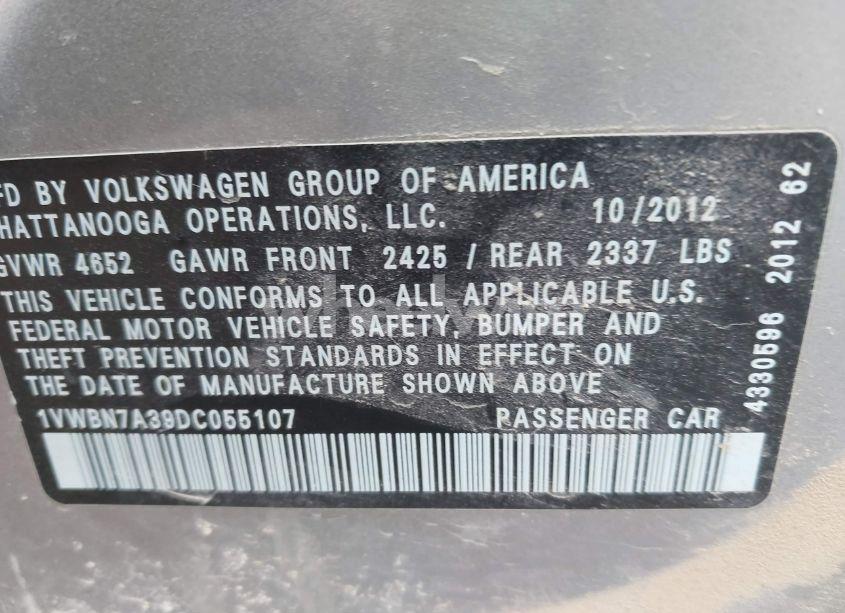 FD BY VOLKSWAGEN GROUP OF AMERICA
HATTANOOGA OPERATIONS, LLC. 10/2012
GVWR 4652 GAWR FRONT 2425 / REAR 2337 LBS
THIS VEHICLE CONFORMS TO ALL APPLICABLE U.S.
FEDERAL MOTOR VEHICLE SAFETY, BUMPER AND
THEFT PREVENTION STANDARDS IN EFFECT ON
THE DATE OF MANUFACTURE SHOWN ABOVE
1VWBN7A39DC055107 PASSENGER CAR
4330596 2012 62